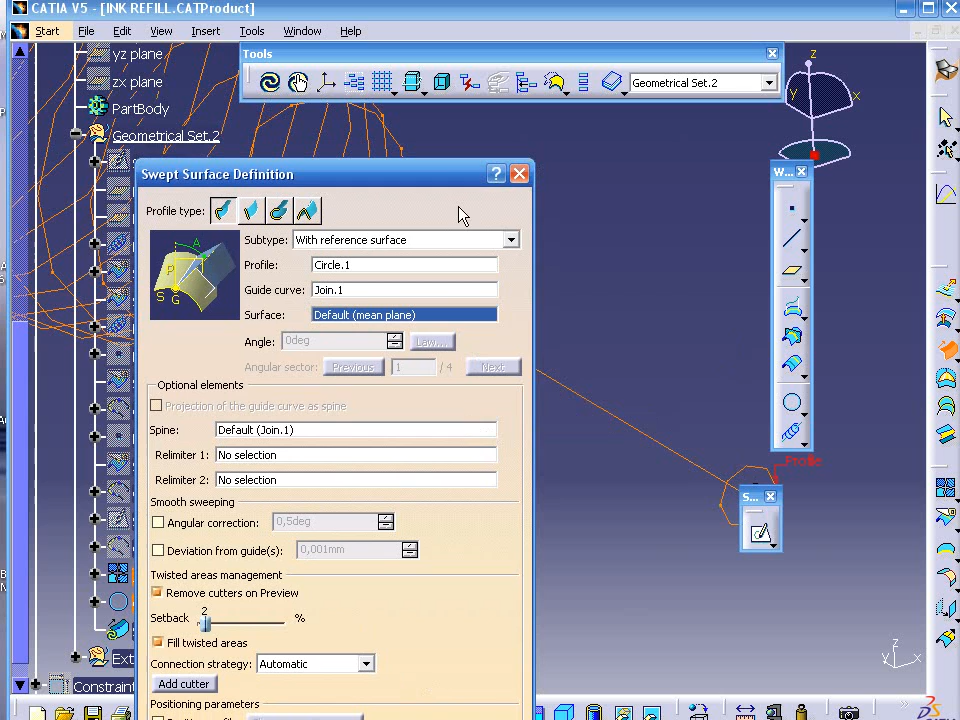 CATIA V5 - [INK REFILL.CATProduct]
Start File Edit View Insert Tools Window Help
yz plane
zx plane
PartBody
Geometrical Set.2
Tools
Geometrical Set.2
z
y
x
W...
Swept Surface Definition
Profile type:
Subtype: With reference surface
Profile: Circle.1
Guide curve: Join.1
Surface: Default (mean plane)
Angle: 0deg Law...
Angular sector: Previous 1 / 4 Next
A
P
S G
Optional elements
Projection of the guide curve as spine
Spine: Default (Join.1)
Relimiter 1: No selection
Relimiter 2: No selection
Smooth sweeping
Angular correction: 0,5deg
Deviation from guide(s): 0,001mm
Twisted areas management
Remove cutters on Preview
Setback 2 %
Fill twisted areas
Connection strategy: Automatic
Add cutter
Positioning parameters
Profile
S...
Ext
Constraint
z
y x